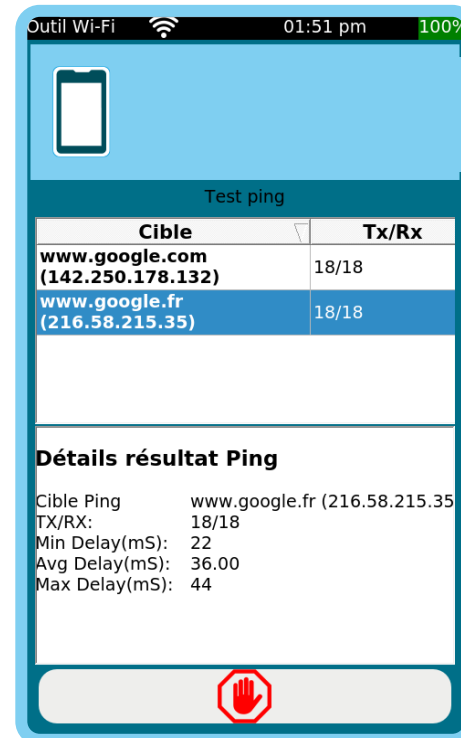 Outil Wi-Fi 01:51 pm 100%
Test ping
Cible Tx/Rx
www.google.com
(142.250.178.132) 18/18
www.google.fr
(216.58.215.35) 18/18
Détails résultat Ping
Cible Ping www.google.fr (216.58.215.35
TX/RX: 18/18
Min Delay(mS): 22
Avg Delay(mS): 36.00
Max Delay(mS): 44